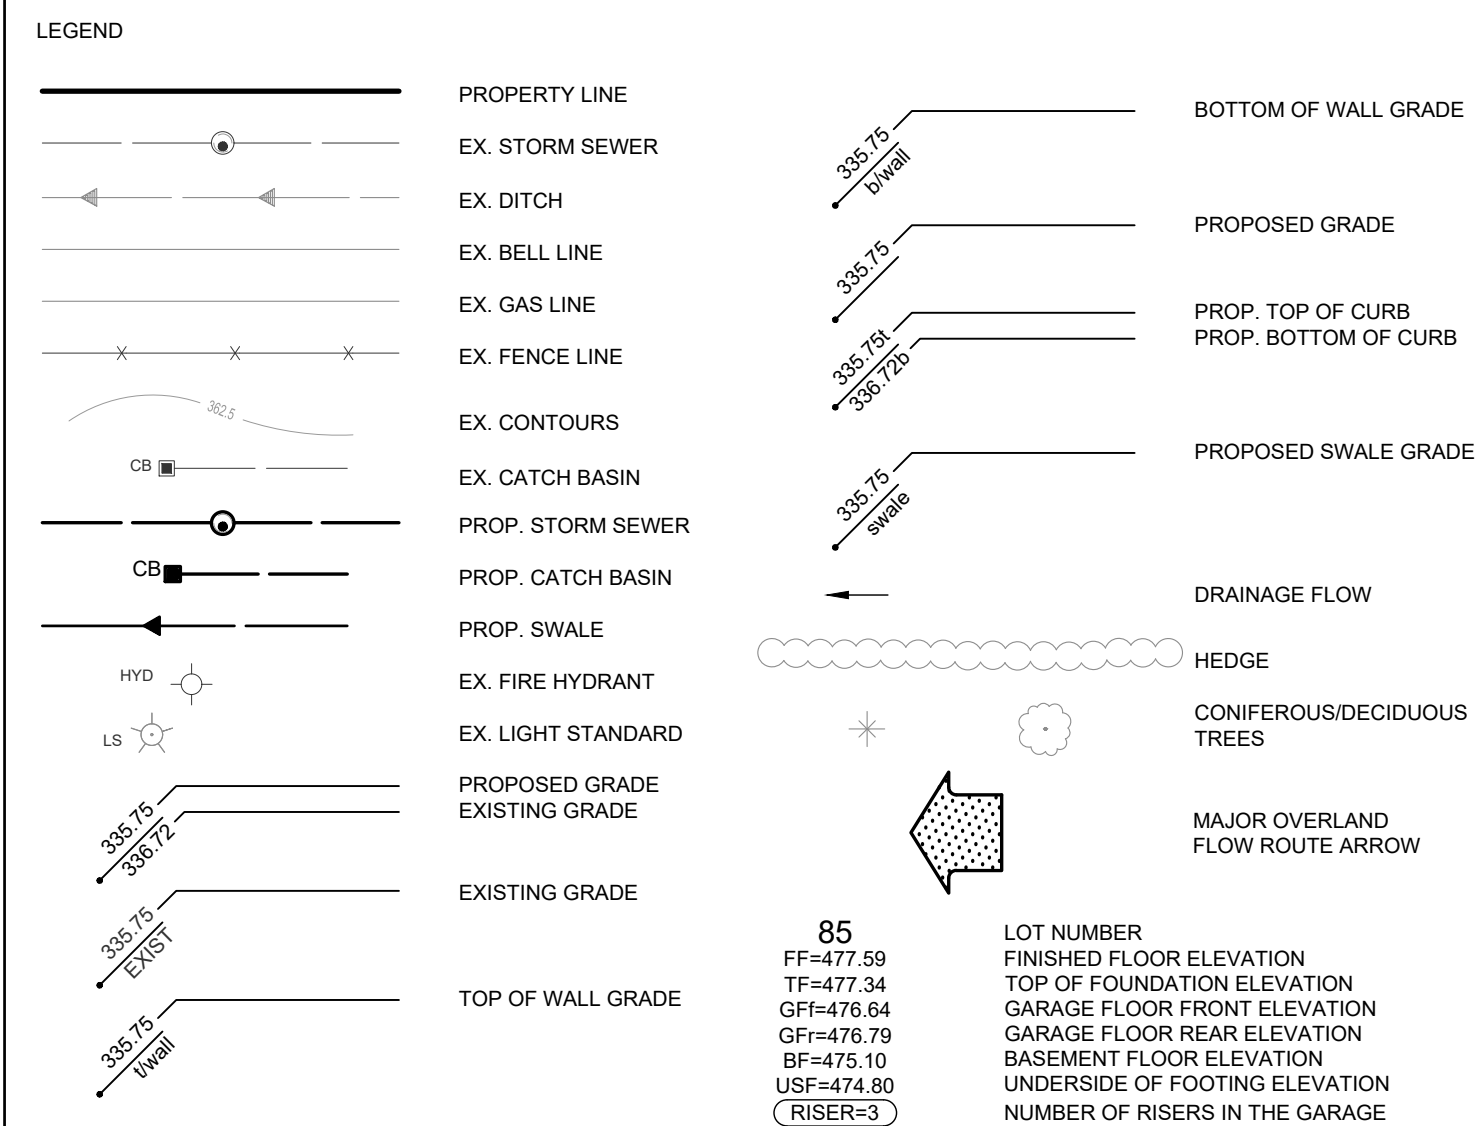 LEGEND
PROPERTY LINE
EX. STORM SEWER
EX. DITCH
EX. BELL LINE
EX. GAS LINE
X X X EX. FENCE LINE
362.5 EX. CONTOURS
CB EX. CATCH BASIN
PROP. STORM SEWER
CB PROP. CATCH BASIN
PROP. SWALE
HYD EX. FIRE HYDRANT
LS EX. LIGHT STANDARD
335.75 PROPOSED GRADE
336.72 EXISTING GRADE
335.75 EXISTING GRADE
EXIST
335.75 TOP OF WALL GRADE
t/wall
335.75 BOTTOM OF WALL GRADE
b/wall
335.75 PROPOSED GRADE
335.75t PROP. TOP OF CURB
336.72b PROP. BOTTOM OF CURB
335.75 PROPOSED SWALE GRADE
swale
DRAINAGE FLOW
HEDGE
CONIFEROUS/DECIDUOUS
TREES
MAJOR OVERLAND
FLOW ROUTE ARROW
85 LOT NUMBER
FF=477.59 FINISHED FLOOR ELEVATION
TF=477.34 TOP OF FOUNDATION ELEVATION
GFf=476.64 GARAGE FLOOR FRONT ELEVATION
GFr=476.79 GARAGE FLOOR REAR ELEVATION
BF=475.10 BASEMENT FLOOR ELEVATION
USF=474.80 UNDERSIDE OF FOOTING ELEVATION
RISER=3 NUMBER OF RISERS IN THE GARAGE